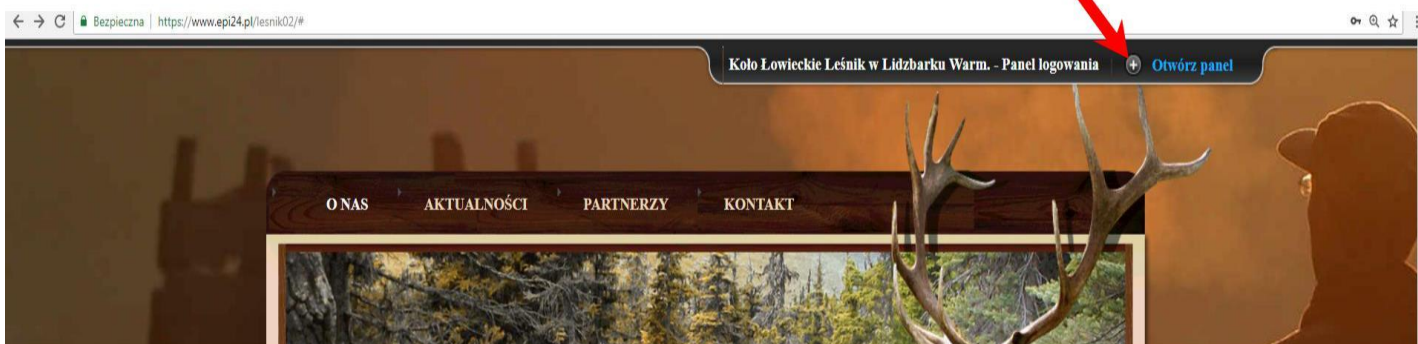 Bezpieczna | https://www.epi24.pl/lesnik02/#
Koło Łowieckie Leśnik w Lidzbarku Warm. - Panel logowania Otwórz panel
O NAS AKTUALNOŚCI PARTNERZY KONTAKT